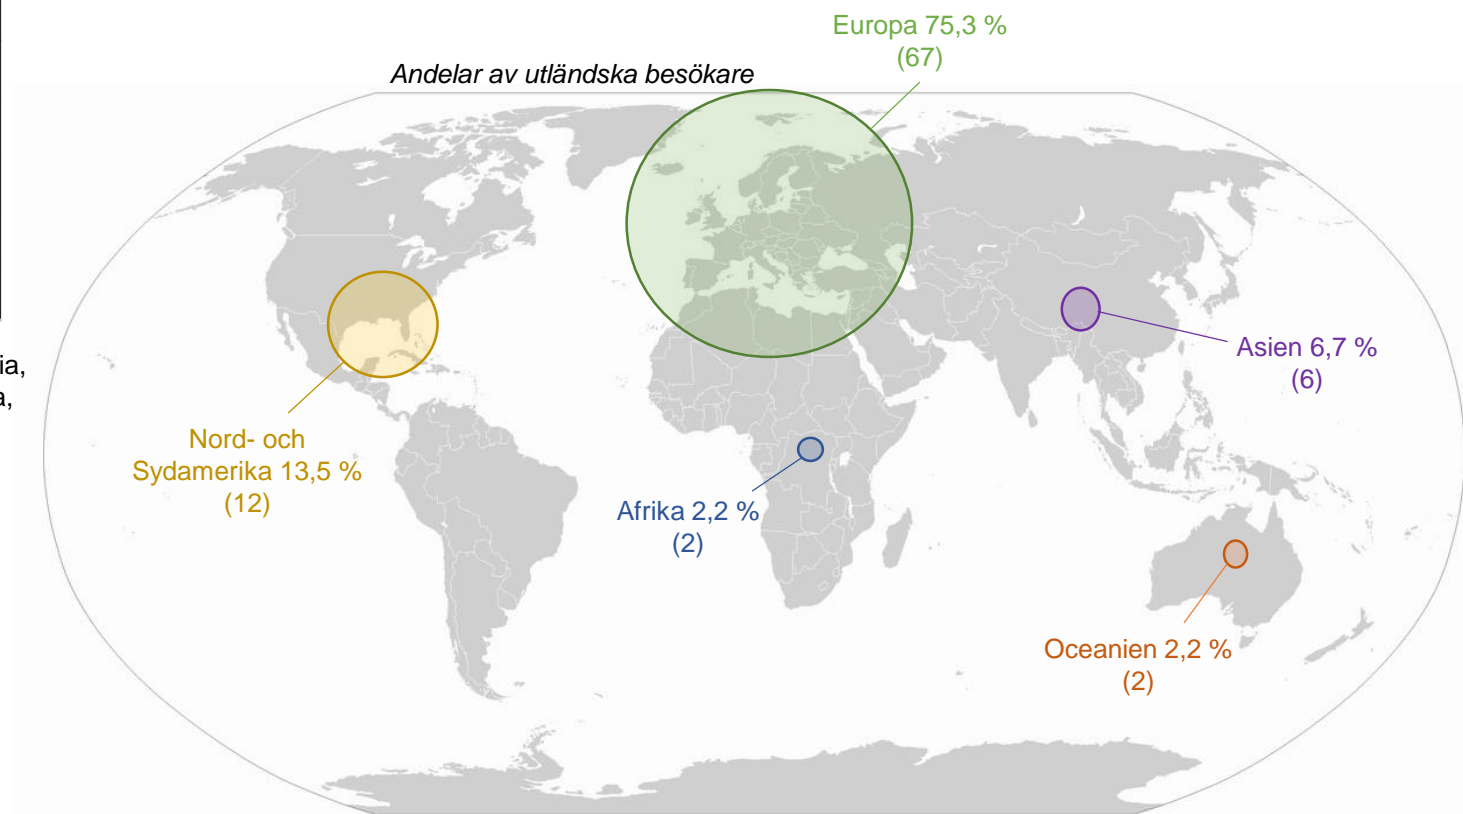 Europa 75,3 %
(67)
Andelar av utländska besökare
Asien 6,7 %
(6)
Nord- och
Sydamerika 13,5 %
(12)
Afrika 2,2 %
(2)
Oceanien 2,2 %
(2)